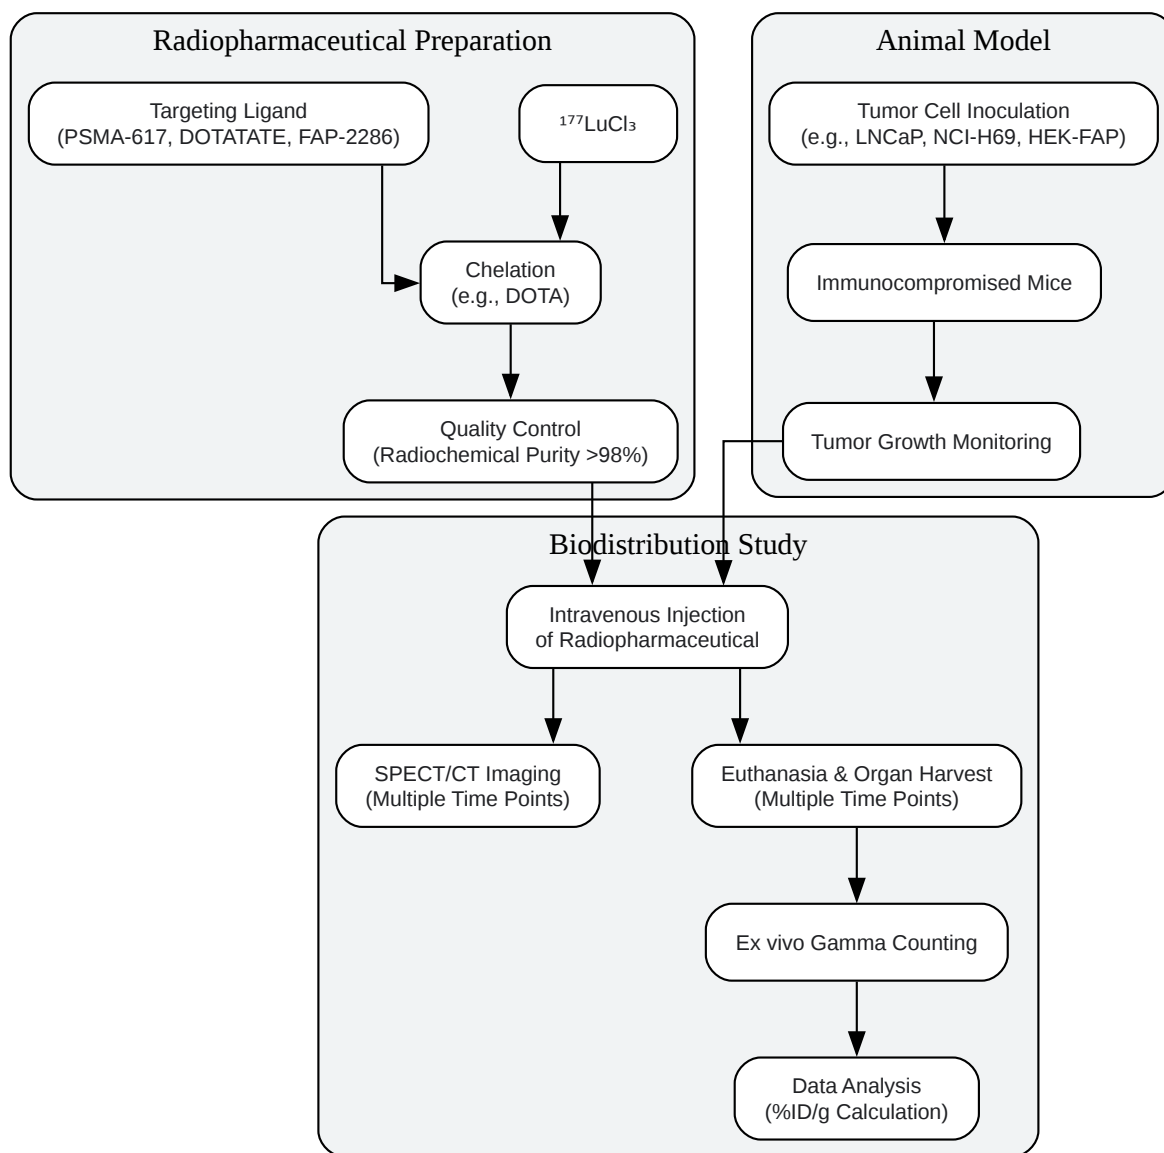 Radiopharmaceutical Preparation
Targeting Ligand
(PSMA-617, DOTATATE, FAP-2286)
¹⁷⁷LuCl₃
Chelation
(e.g., DOTA)
Quality Control
(Radiochemical Purity >98%)
Animal Model
Tumor Cell Inoculation
(e.g., LNCaP, NCI-H69, HEK-FAP)
Immunocompromised Mice
Tumor Growth Monitoring
Biodistribution Study
Intravenous Injection
of Radiopharmaceutical
SPECT/CT Imaging
(Multiple Time Points)
Euthanasia & Organ Harvest
(Multiple Time Points)
Ex vivo Gamma Counting
Data Analysis
(%ID/g Calculation)